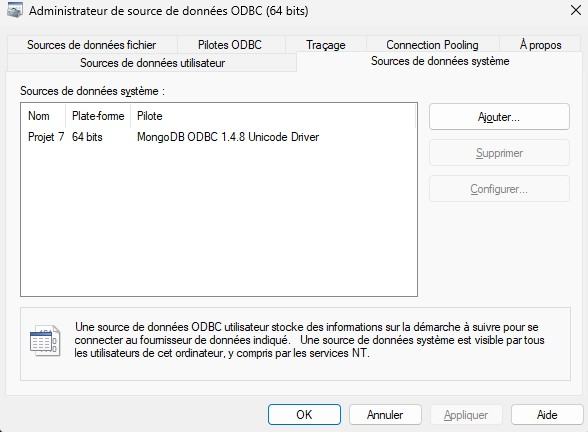 Administrateur de source de données ODBC (64 bits)
Sources de données fichier Pilotes ODBC Traçage Connection Pooling À propos
Sources de données utilisateur Sources de données système
Sources de données système :
Nom Plate-forme Pilote
Projet 7 64 bits MongoDB ODBC 1.4.8 Unicode Driver
Ajouter...
Supprimer
Configurer...
Une source de données ODBC utilisateur stocke des informations sur la démarche à suivre pour se
connecter au fournisseur de données indiqué. Une source de données système est visible par tous
les utilisateurs de cet ordinateur, y compris par les services NT.
OK Annuler Appliquer Aide